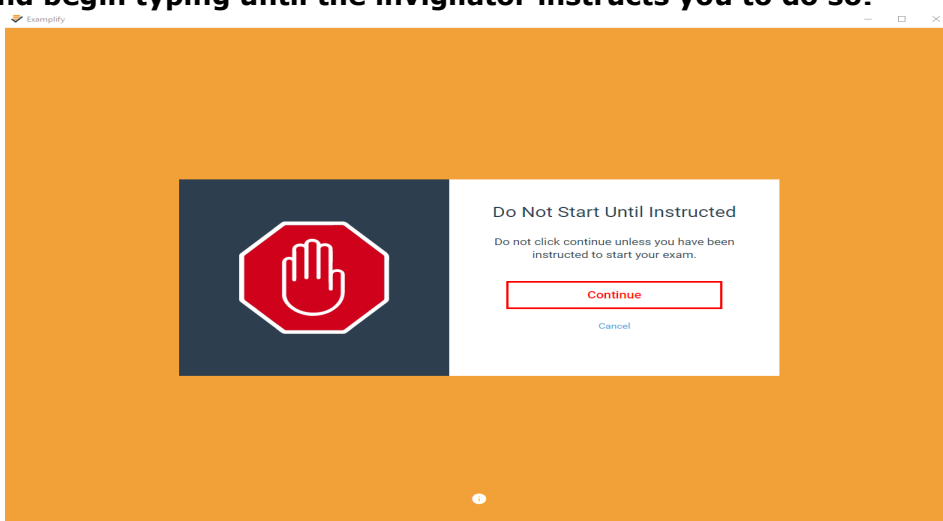 nd begin typing until the invigilator instructs you to do so.
Examplify
Do Not Start Until Instructed
Do not click continue unless you have been
instructed to start your exam.
Continue
Cancel